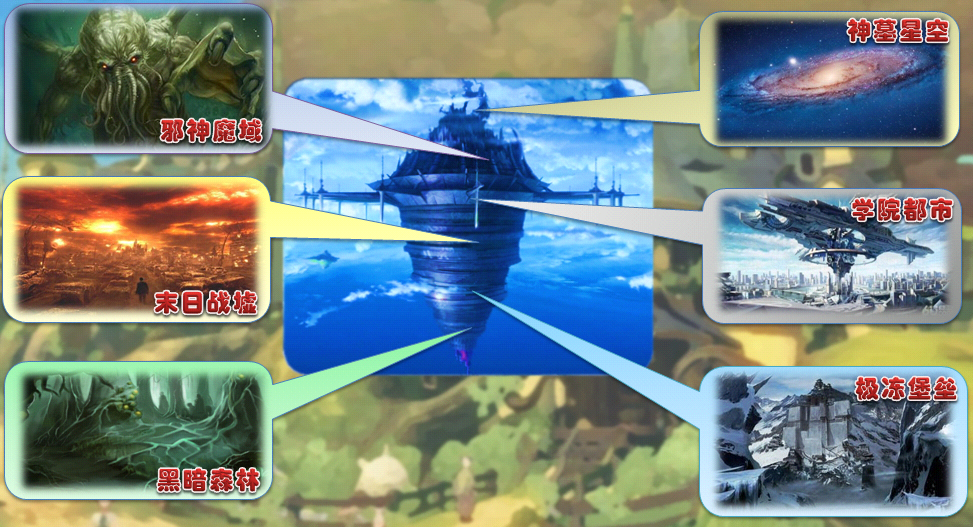 邪神魔域
神墓星空
末日战墟
学院都市
黑暗森林
极冻堡垒